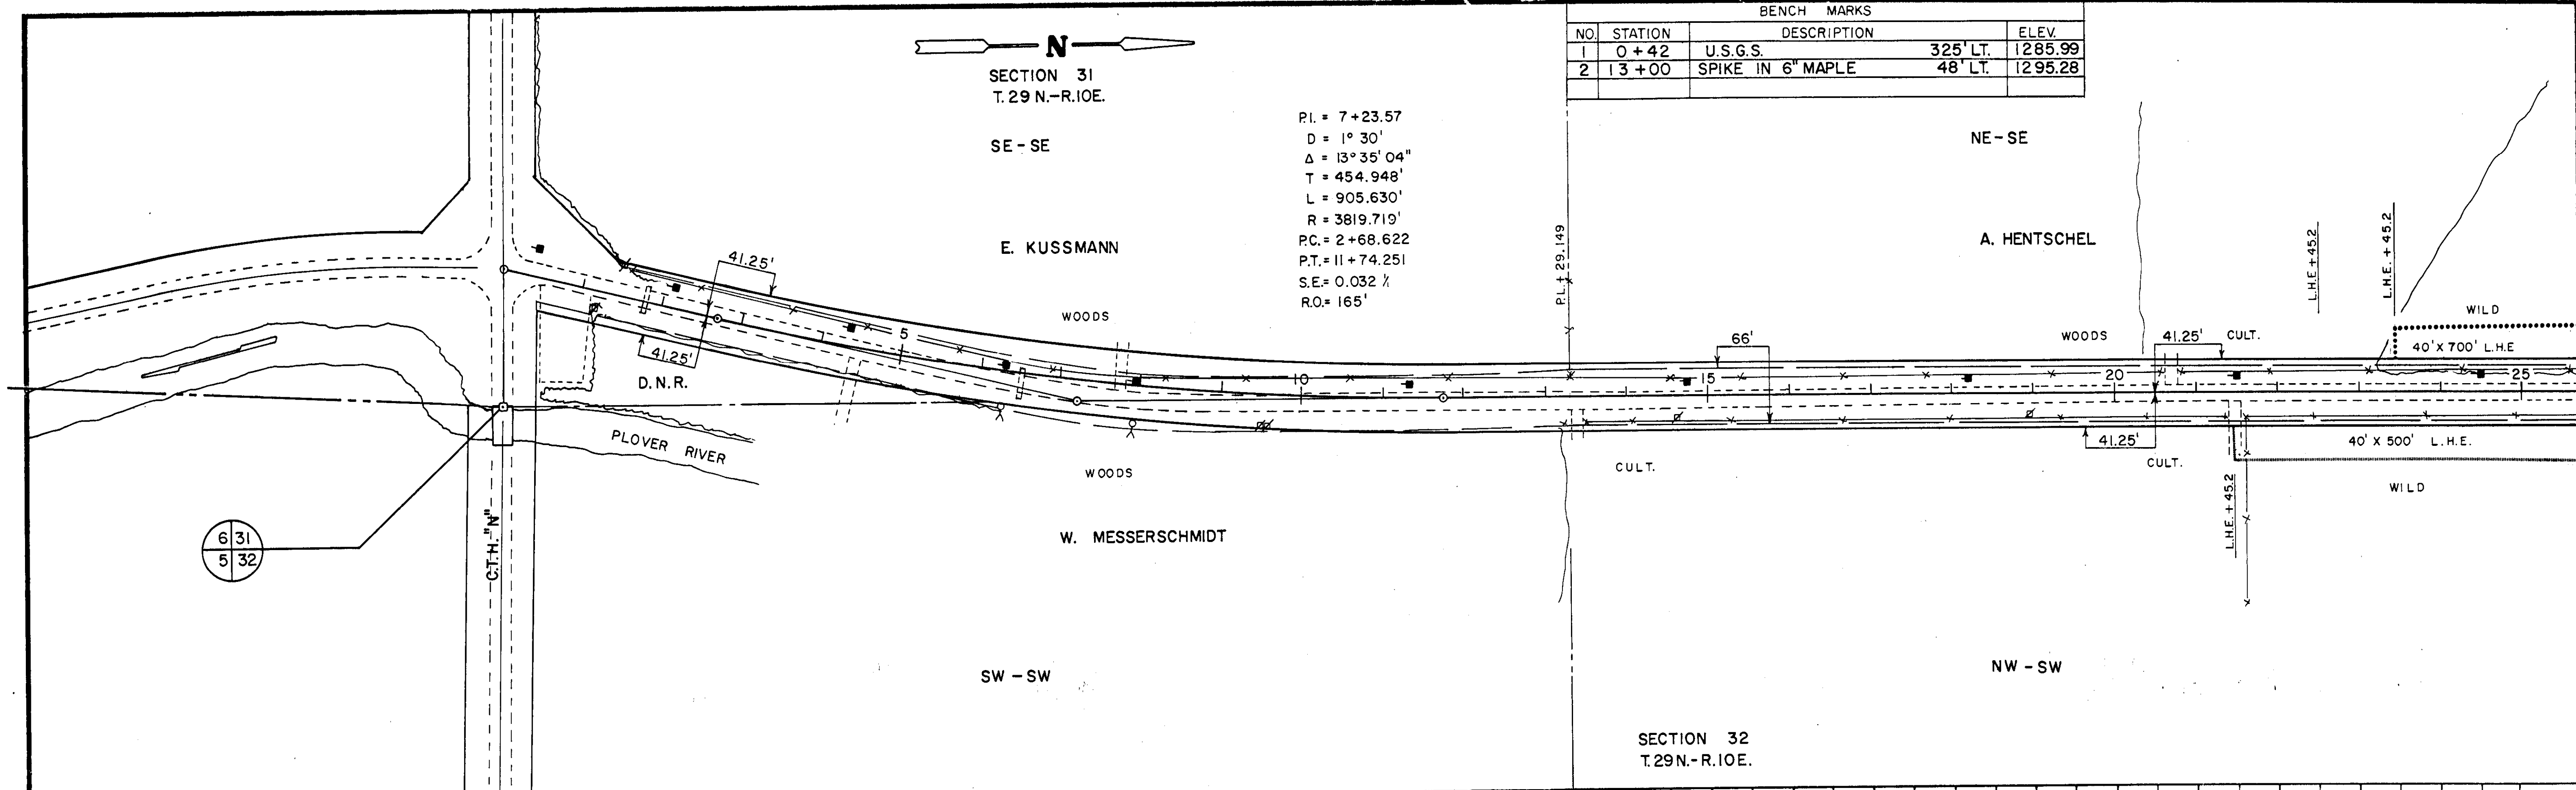 BENCH MARKS
NO. STATION DESCRIPTION ELEV.
1 0+42 U.S.G.S. 325' LT. 1285.99
2 13+00 SPIKE IN 6" MAPLE 48' LT. 1295.28
N
SECTION 31
T. 29 N.-R.10E.
SE-SE
E. KUSSMANN
P.I. = 7+23.57
D = 1° 30'
Δ = 13° 35' 04"
T = 454.948'
L = 905.630'
R = 3819.719'
P.C. = 2+68.622
P.T. = 11+74.251
S.E. = 0.032 '/'
R.O. = 165'
NE-SE
A. HENTSCHEL
P.L. + 29.149
L.H.E. + 45.2
L.H.E. + 45.2
WILD
WOODS
WOODS
41.25'
CULT.
40' X 700' L.H.E
41.25'
66'
5
10
15
20
25
41.25'
D.N.R.
41.25'
40' X 500' L.H.E.
PLOVER RIVER
WOODS
CULT.
CULT.
WILD
L.H.E. + 45.2
6 31
5 32
C.T.H. "N"
W. MESSERSCHMIDT
SW-SW
NW-SW
SECTION 32
T. 29 N.-R.10 E.